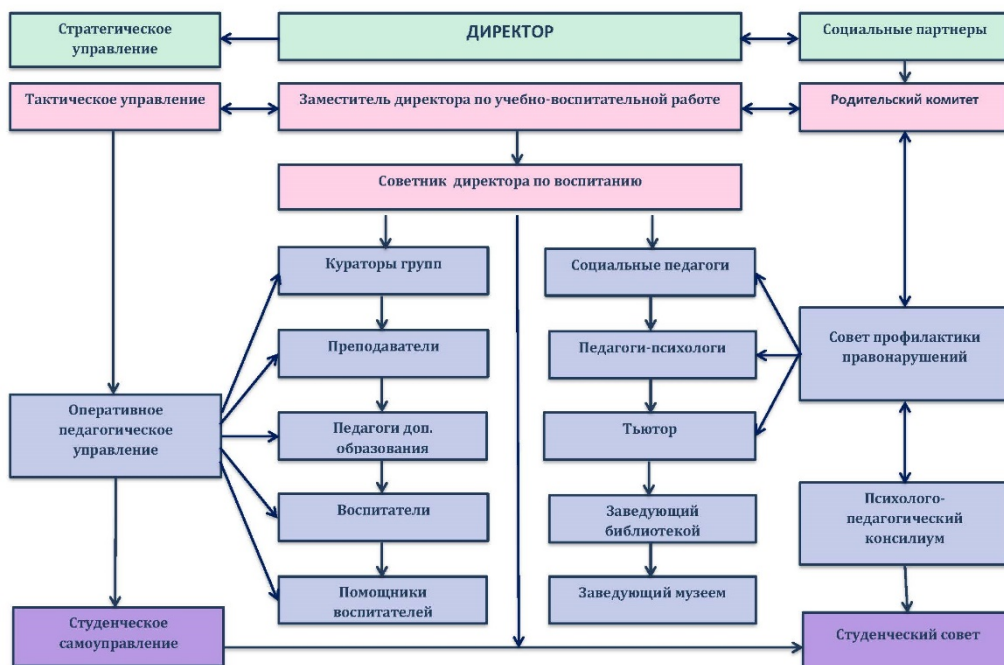 Стратегическое
управление
ДИРЕКТОР
Социальные партнеры
Тактическое управление
Заместитель директора по учебно-воспитательной работе
Родительский комитет
Советник директора по воспитанию
Кураторы групп
Социальные педагоги
Преподаватели
Педагоги-психологи
Совет профилактики
правонарушений
Оперативное
педагогическое
управление
Педагоги доп.
образования
Тьютор
Воспитатели
Заведующий
библиотекой
Психолого-
педагогический
консилиум
Помощники
воспитателей
Заведующий музеем
Студенческое
самоуправление
Студенческий совет